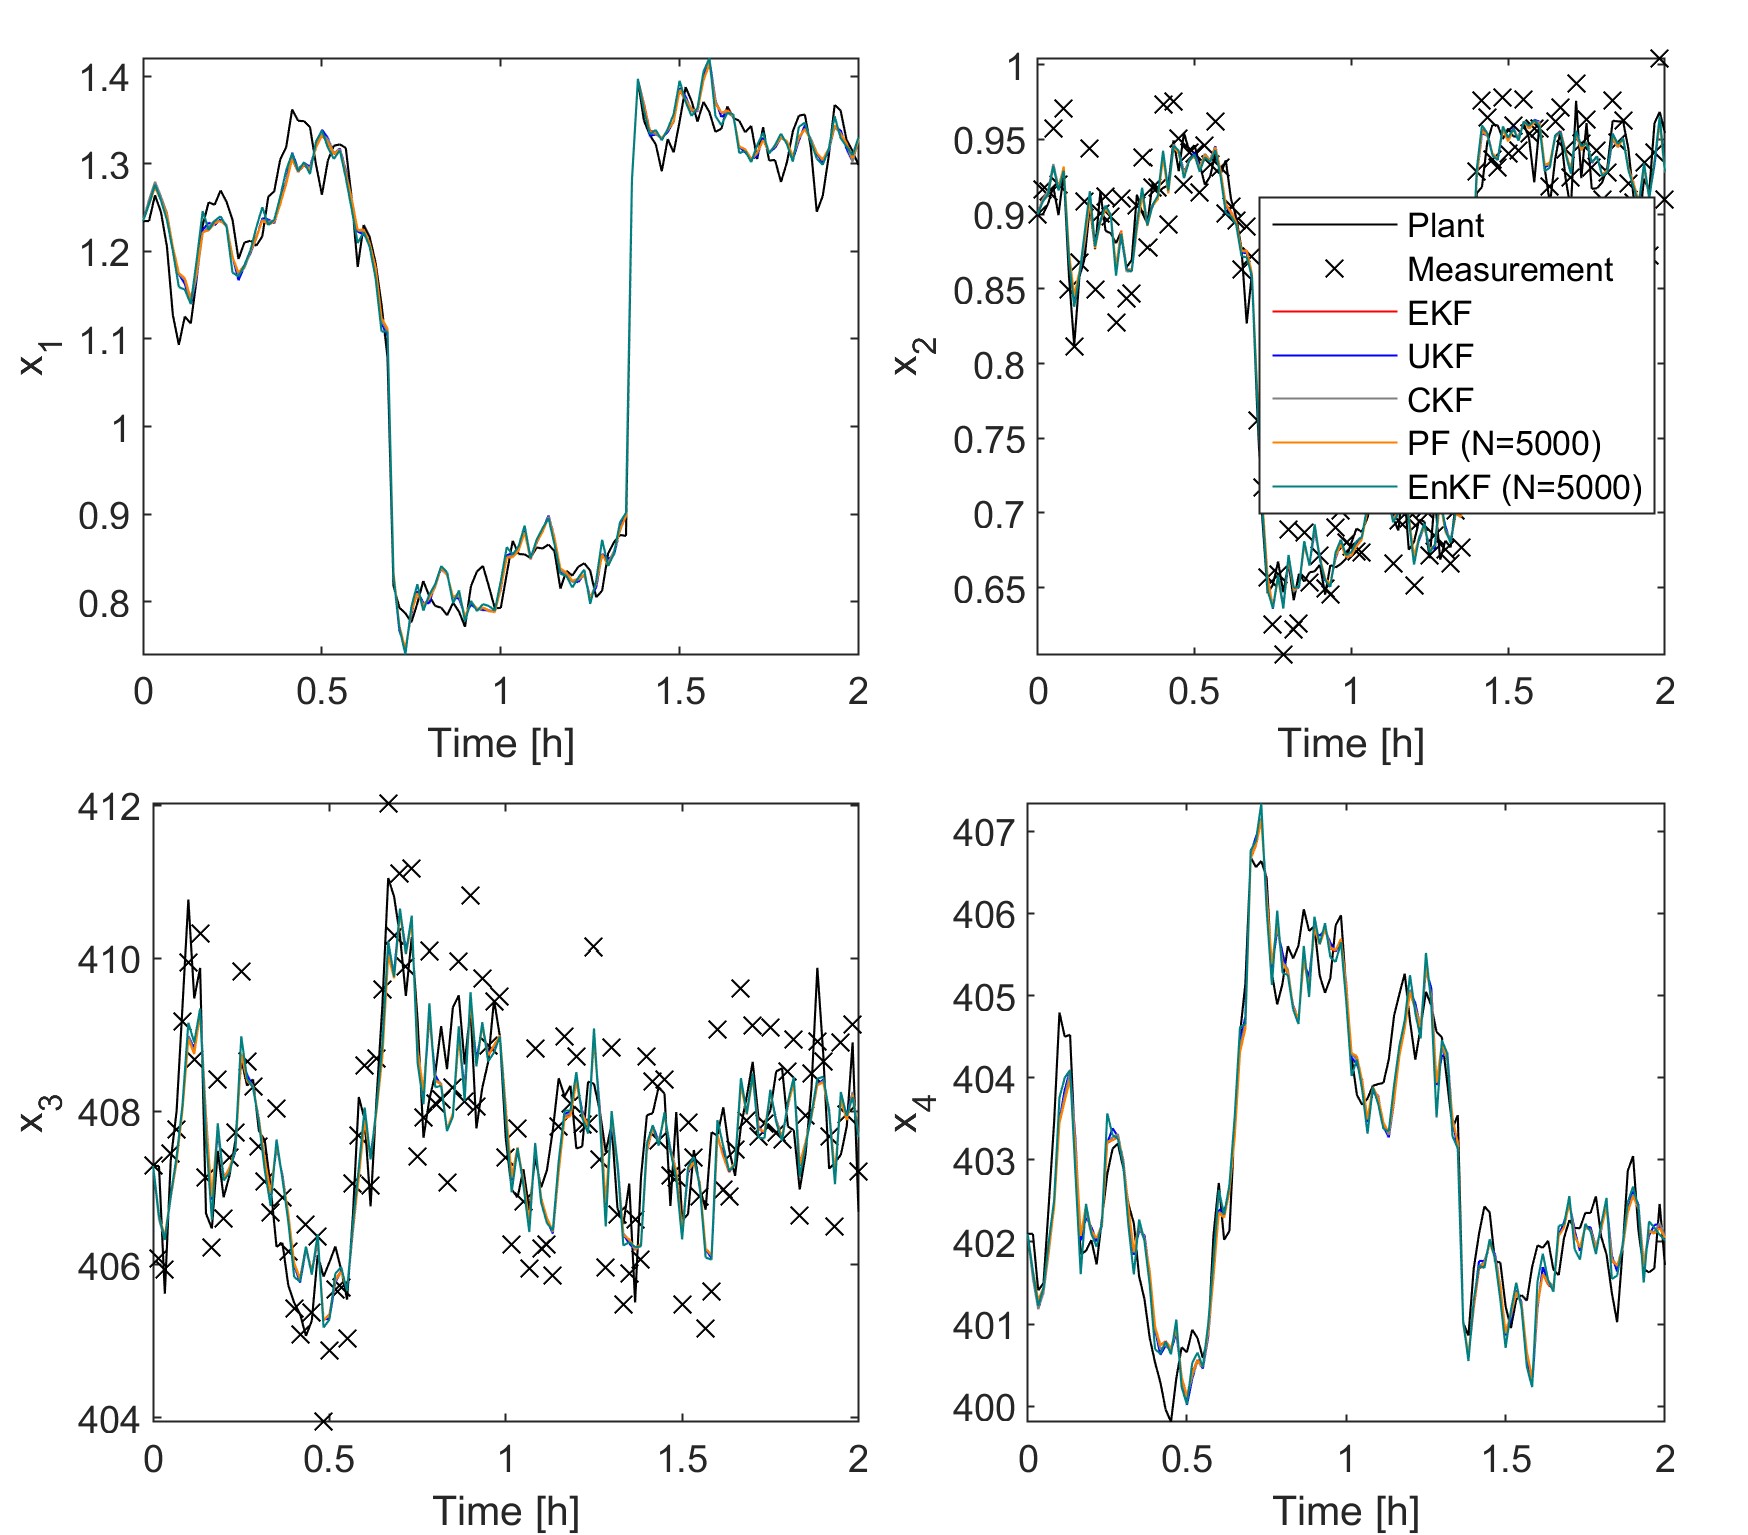 1.4
1.3
1.2
1.1
1
0.9
0.8
x1
0 0.5 1 1.5 2
Time [h]
1
0.95
0.9
0.85
0.8
0.75
0.7
0.65
x2
Plant
Measurement
EKF
UKF
CKF
PF (N=5000)
EnKF (N=5000)
0 0.5 1 1.5 2
Time [h]
412
410
408
406
404
x3
0 0.5 1 1.5 2
Time [h]
407
406
405
404
403
402
401
400
x4
0 0.5 1 1.5 2
Time [h]